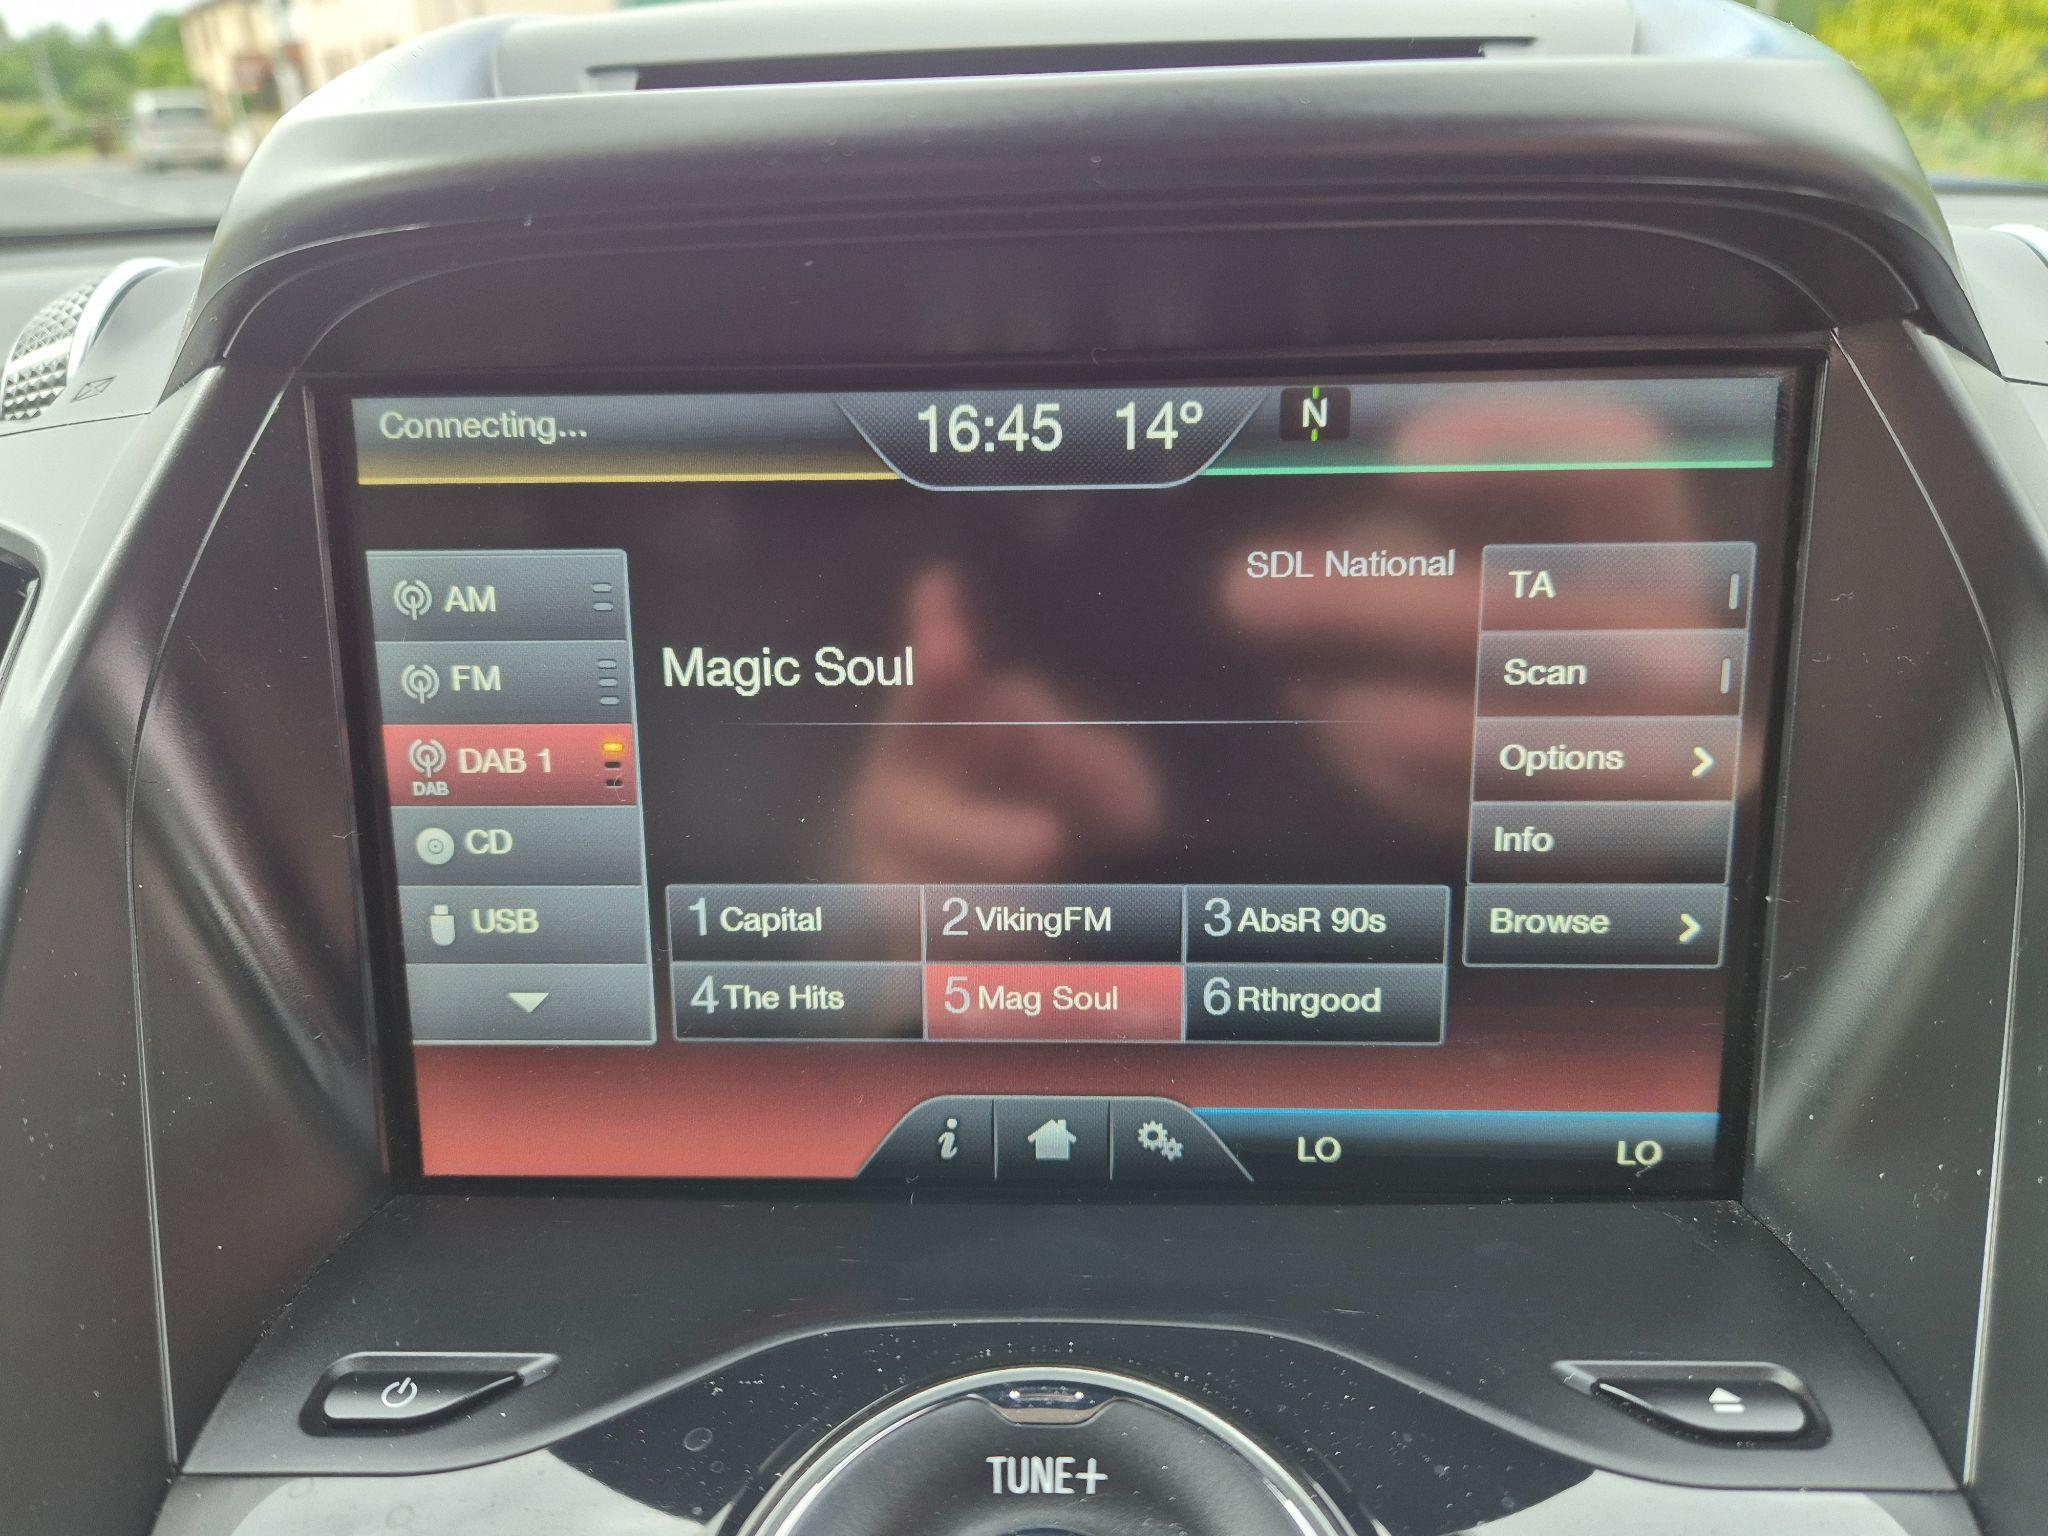 Connecting...
16:45 14° N
SDL National
AM
FM
DAB 1
DAB
CD
USB
Magic Soul
TA
Scan
Options
Info
Browse
1 Capital
2 VikingFM
3 AbsR 90s
4 The Hits
5 Mag Soul
6 Rthrgood
i
LO LO
TUNE+